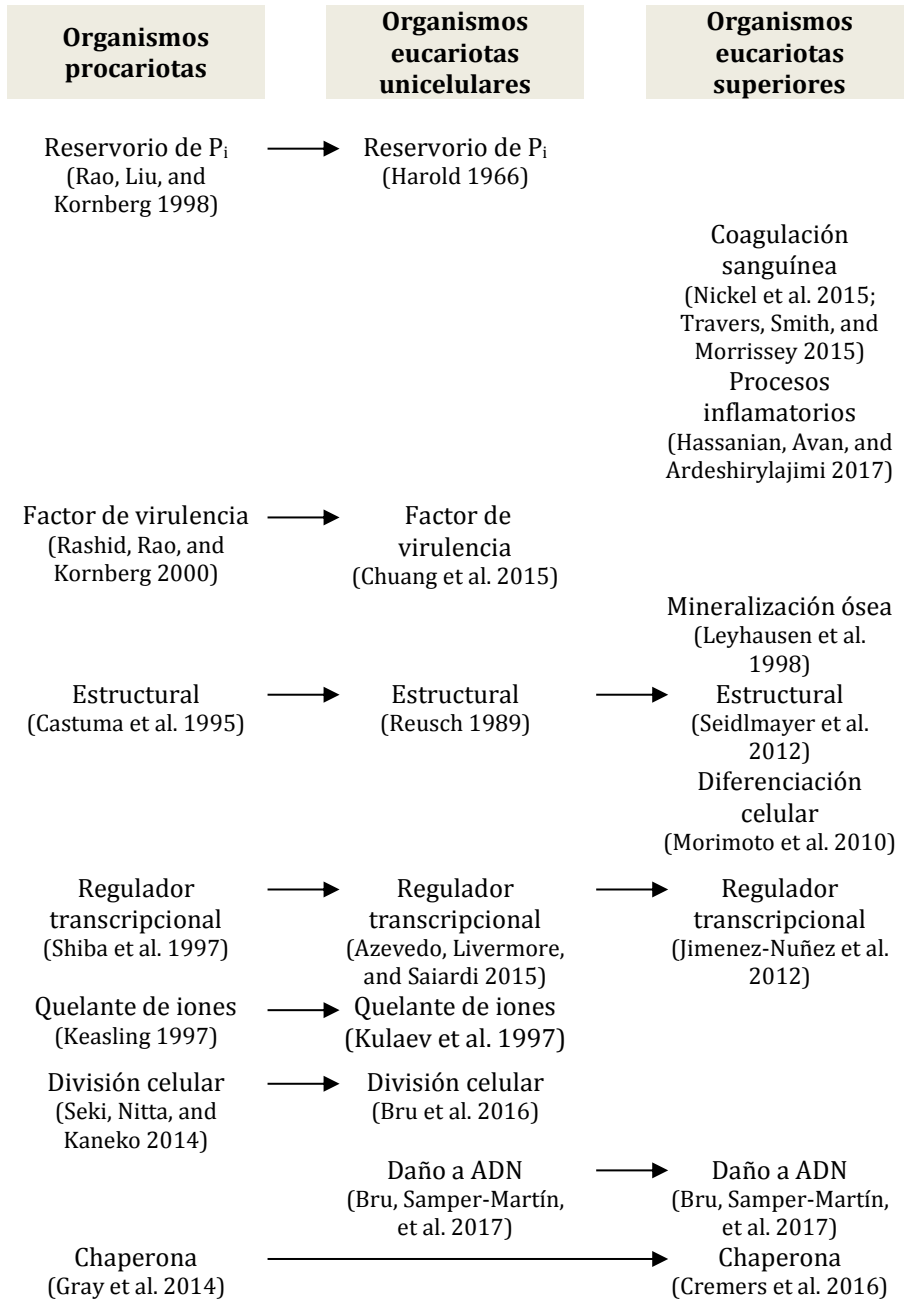 Organismos
procariotas
Organismos
eucariotas
unicelulares
Organismos
eucariotas
superiores
Reservorio de Pi
(Rao, Liu, and
Kornberg 1998)
Reservorio de Pi
(Harold 1966)
Coagulación
sanguínea
(Nickel et al. 2015;
Travers, Smith, and
Morrissey 2015)
Procesos
inflamatorios
(Hassanian, Avan, and
Ardeshirylajimi 2017)
Factor de virulencia
(Rashid, Rao, and
Kornberg 2000)
Factor de
virulencia
(Chuang et al. 2015)
Mineralización ósea
(Leyhausen et al.
1998)
Estructural
(Castuma et al. 1995)
Estructural
(Reusch 1989)
Estructural
(Seidlmayer et al.
2012)
Diferenciación
celular
(Morimoto et al. 2010)
Regulador
transcripcional
(Shiba et al. 1997)
Regulador
transcripcional
(Azevedo, Livermore,
and Saiardi 2015)
Regulador
transcripcional
(Jimenez-Nuñez et al.
2012)
Quelante de iones
(Keasling 1997)
Quelante de iones
(Kulaev et al. 1997)
División celular
(Seki, Nitta, and
Kaneko 2014)
División celular
(Bru et al. 2016)
Daño a ADN
(Bru, Samper-Martín,
et al. 2017)
Daño a ADN
(Bru, Samper-Martín,
et al. 2017)
Chaperona
(Gray et al. 2014)
Chaperona
(Cremers et al. 2016)